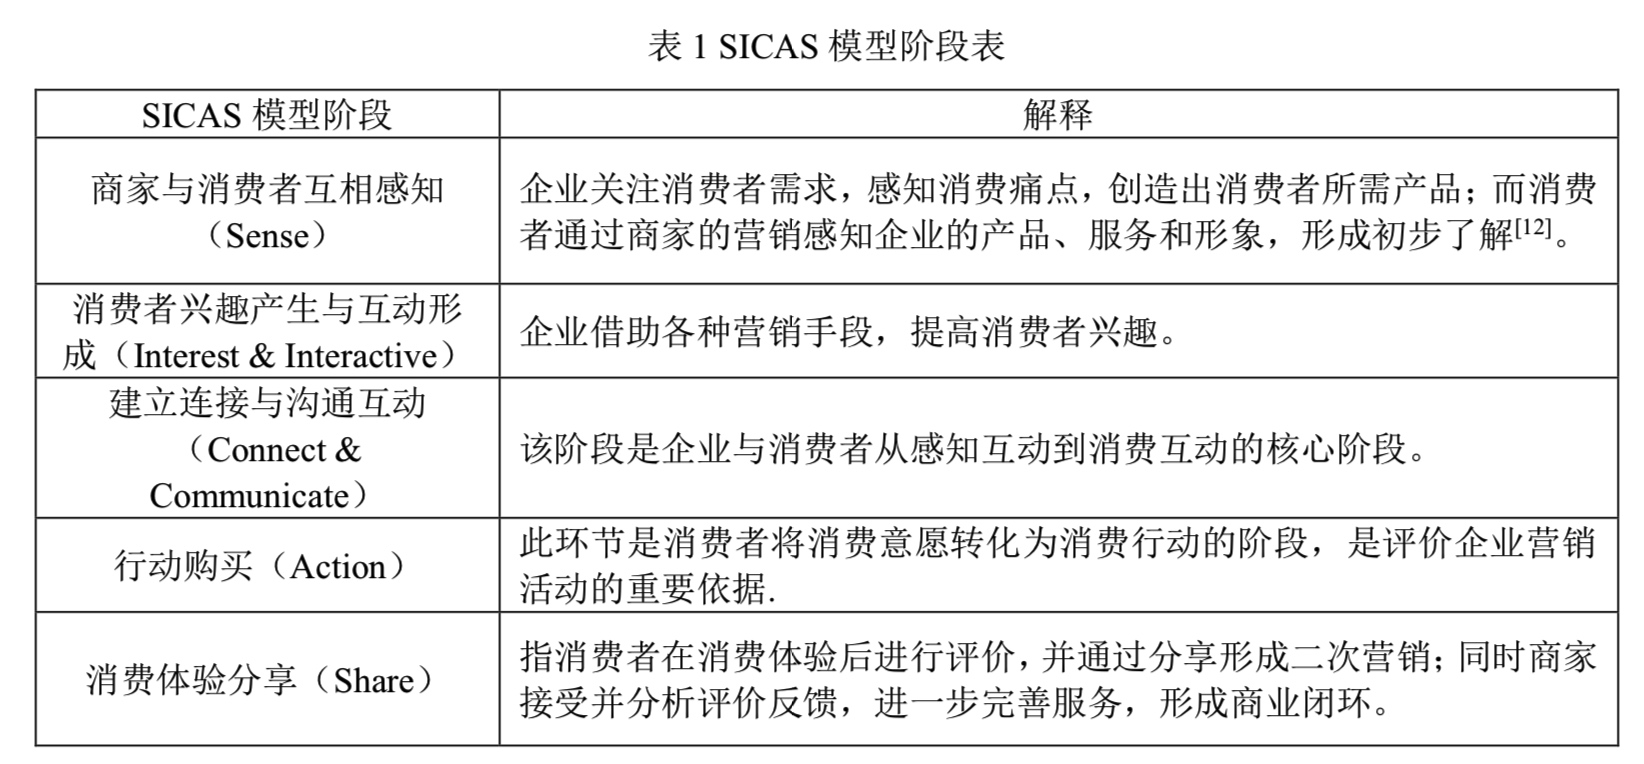 表 1 SICAS 模型阶段表
SICAS 模型阶段
解释
商家与消费者互相感知
（Sense）
企业关注消费者需求，感知消费痛点，创造出消费者所需产品；而消费
者通过商家的营销感知企业的产品、服务和形象，形成初步了解[12]。
消费者兴趣产生与互动形
成（Interest & Interactive）
企业借助各种营销手段，提高消费者兴趣。
建立连接与沟通互动
（Connect &
Communicate）
该阶段是企业与消费者从感知互动到消费互动的核心阶段。
行动购买（Action）
此环节是消费者将消费意愿转化为消费行动的阶段，是评价企业营销
活动的重要依据.
消费体验分享（Share）
指消费者在消费体验后进行评价，并通过分享形成二次营销；同时商家
接受并分析评价反馈，进一步完善服务，形成商业闭环。